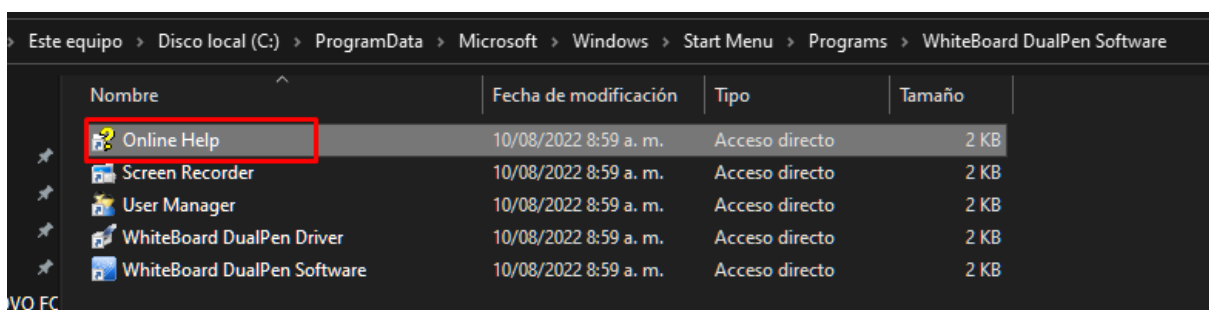 Este equipo > Disco local (C:) > ProgramData > Microsoft > Windows > Start Menu > Programs > WhiteBoard DualPen Software
Nombre Fecha de modificación Tipo Tamaño
Online Help 10/08/2022 8:59 a. m. Acceso directo 2 KB
Screen Recorder 10/08/2022 8:59 a. m. Acceso directo 2 KB
User Manager 10/08/2022 8:59 a. m. Acceso directo 2 KB
WhiteBoard DualPen Driver 10/08/2022 8:59 a. m. Acceso directo 2 KB
WhiteBoard DualPen Software 10/08/2022 8:59 a. m. Acceso directo 2 KB